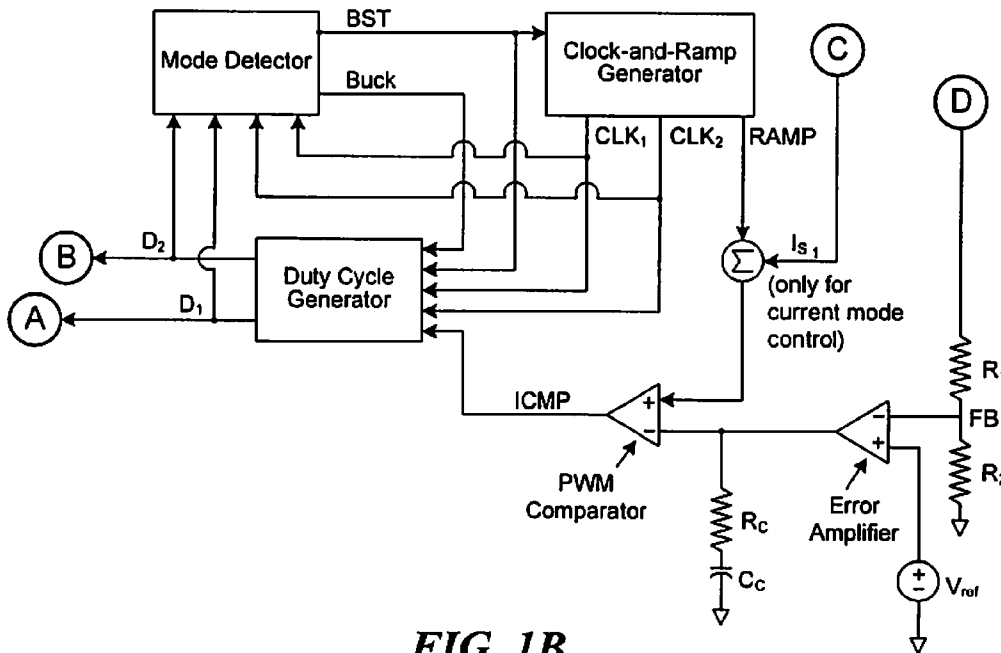 BST
Mode Detector
Buck
Clock-and-Ramp
Generator
C
D
CLK1
CLK2
RAMP
B
D2
A
D1
Duty Cycle
Generator
Σ
IS1
(only for
current mode
control)
ICMP
+
−
PWM
Comparator
−
+
Error
Amplifier
R
FB
R2
RC
CC
+
−
Vref
FIG. 1B